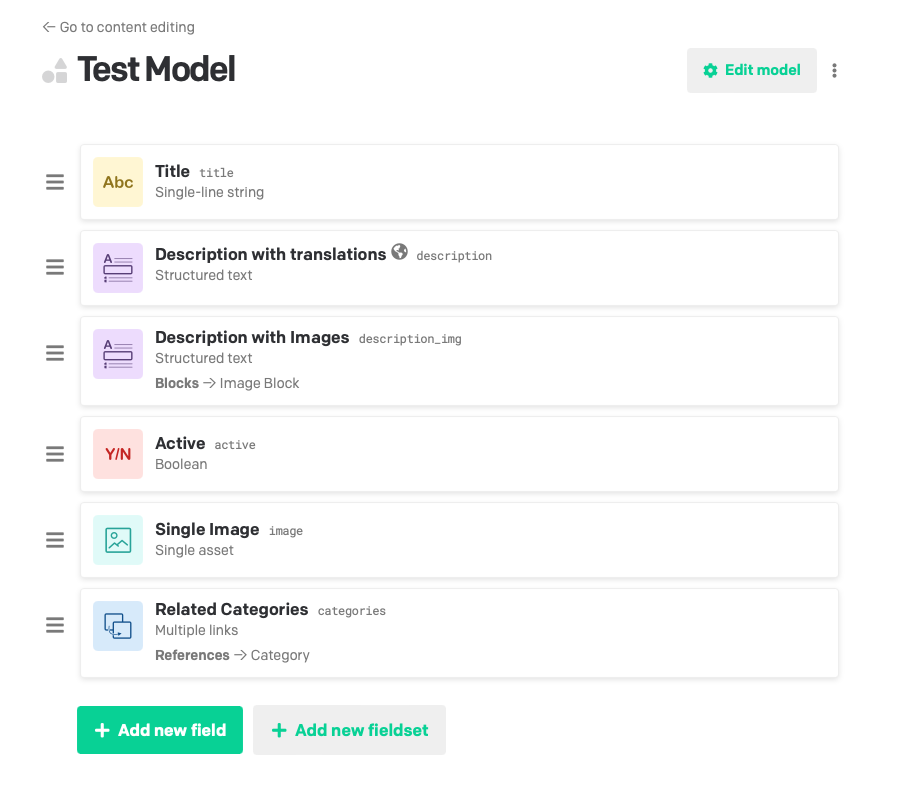 Go to content editing
Test Model
Edit model
Abc
Title title
Single-line string
A
Description with translations description
Structured text
A
Description with Images description_img
Structured text
Blocks → Image Block
Y/N
Active active
Boolean
Single Image image
Single asset
Related Categories categories
Multiple links
References → Category
+ Add new field
+ Add new fieldset